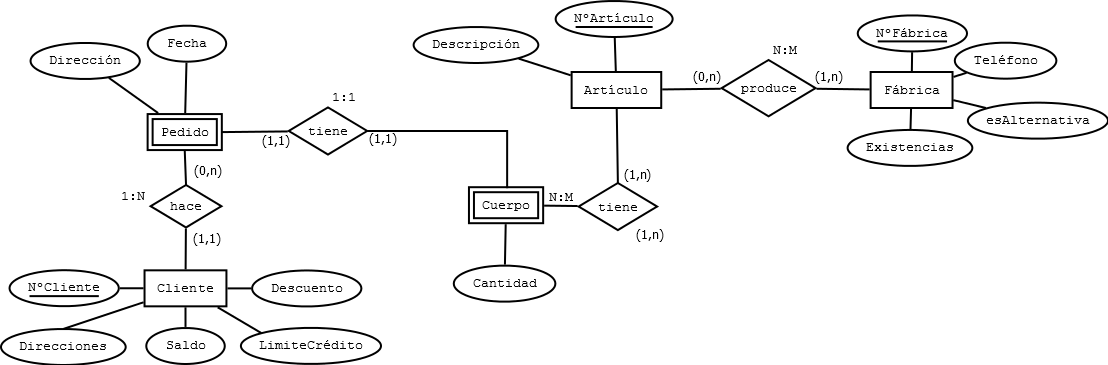 NºArtículo
Fecha
Descripción
NºFábrica
Dirección
N:M
Teléfono
(0,n)
(1,n)
Artículo
produce
Fábrica
1:1
Pedido
tiene
esAlternativa
(1,1)
(1,1)
Existencias
(0,n)
(1,n)
1:N
hace
Cuerpo
N:M
tiene
(1,1)
(1,n)
NºCliente
Cliente
Descuento
Cantidad
Direcciones
Saldo
LimiteCrédito